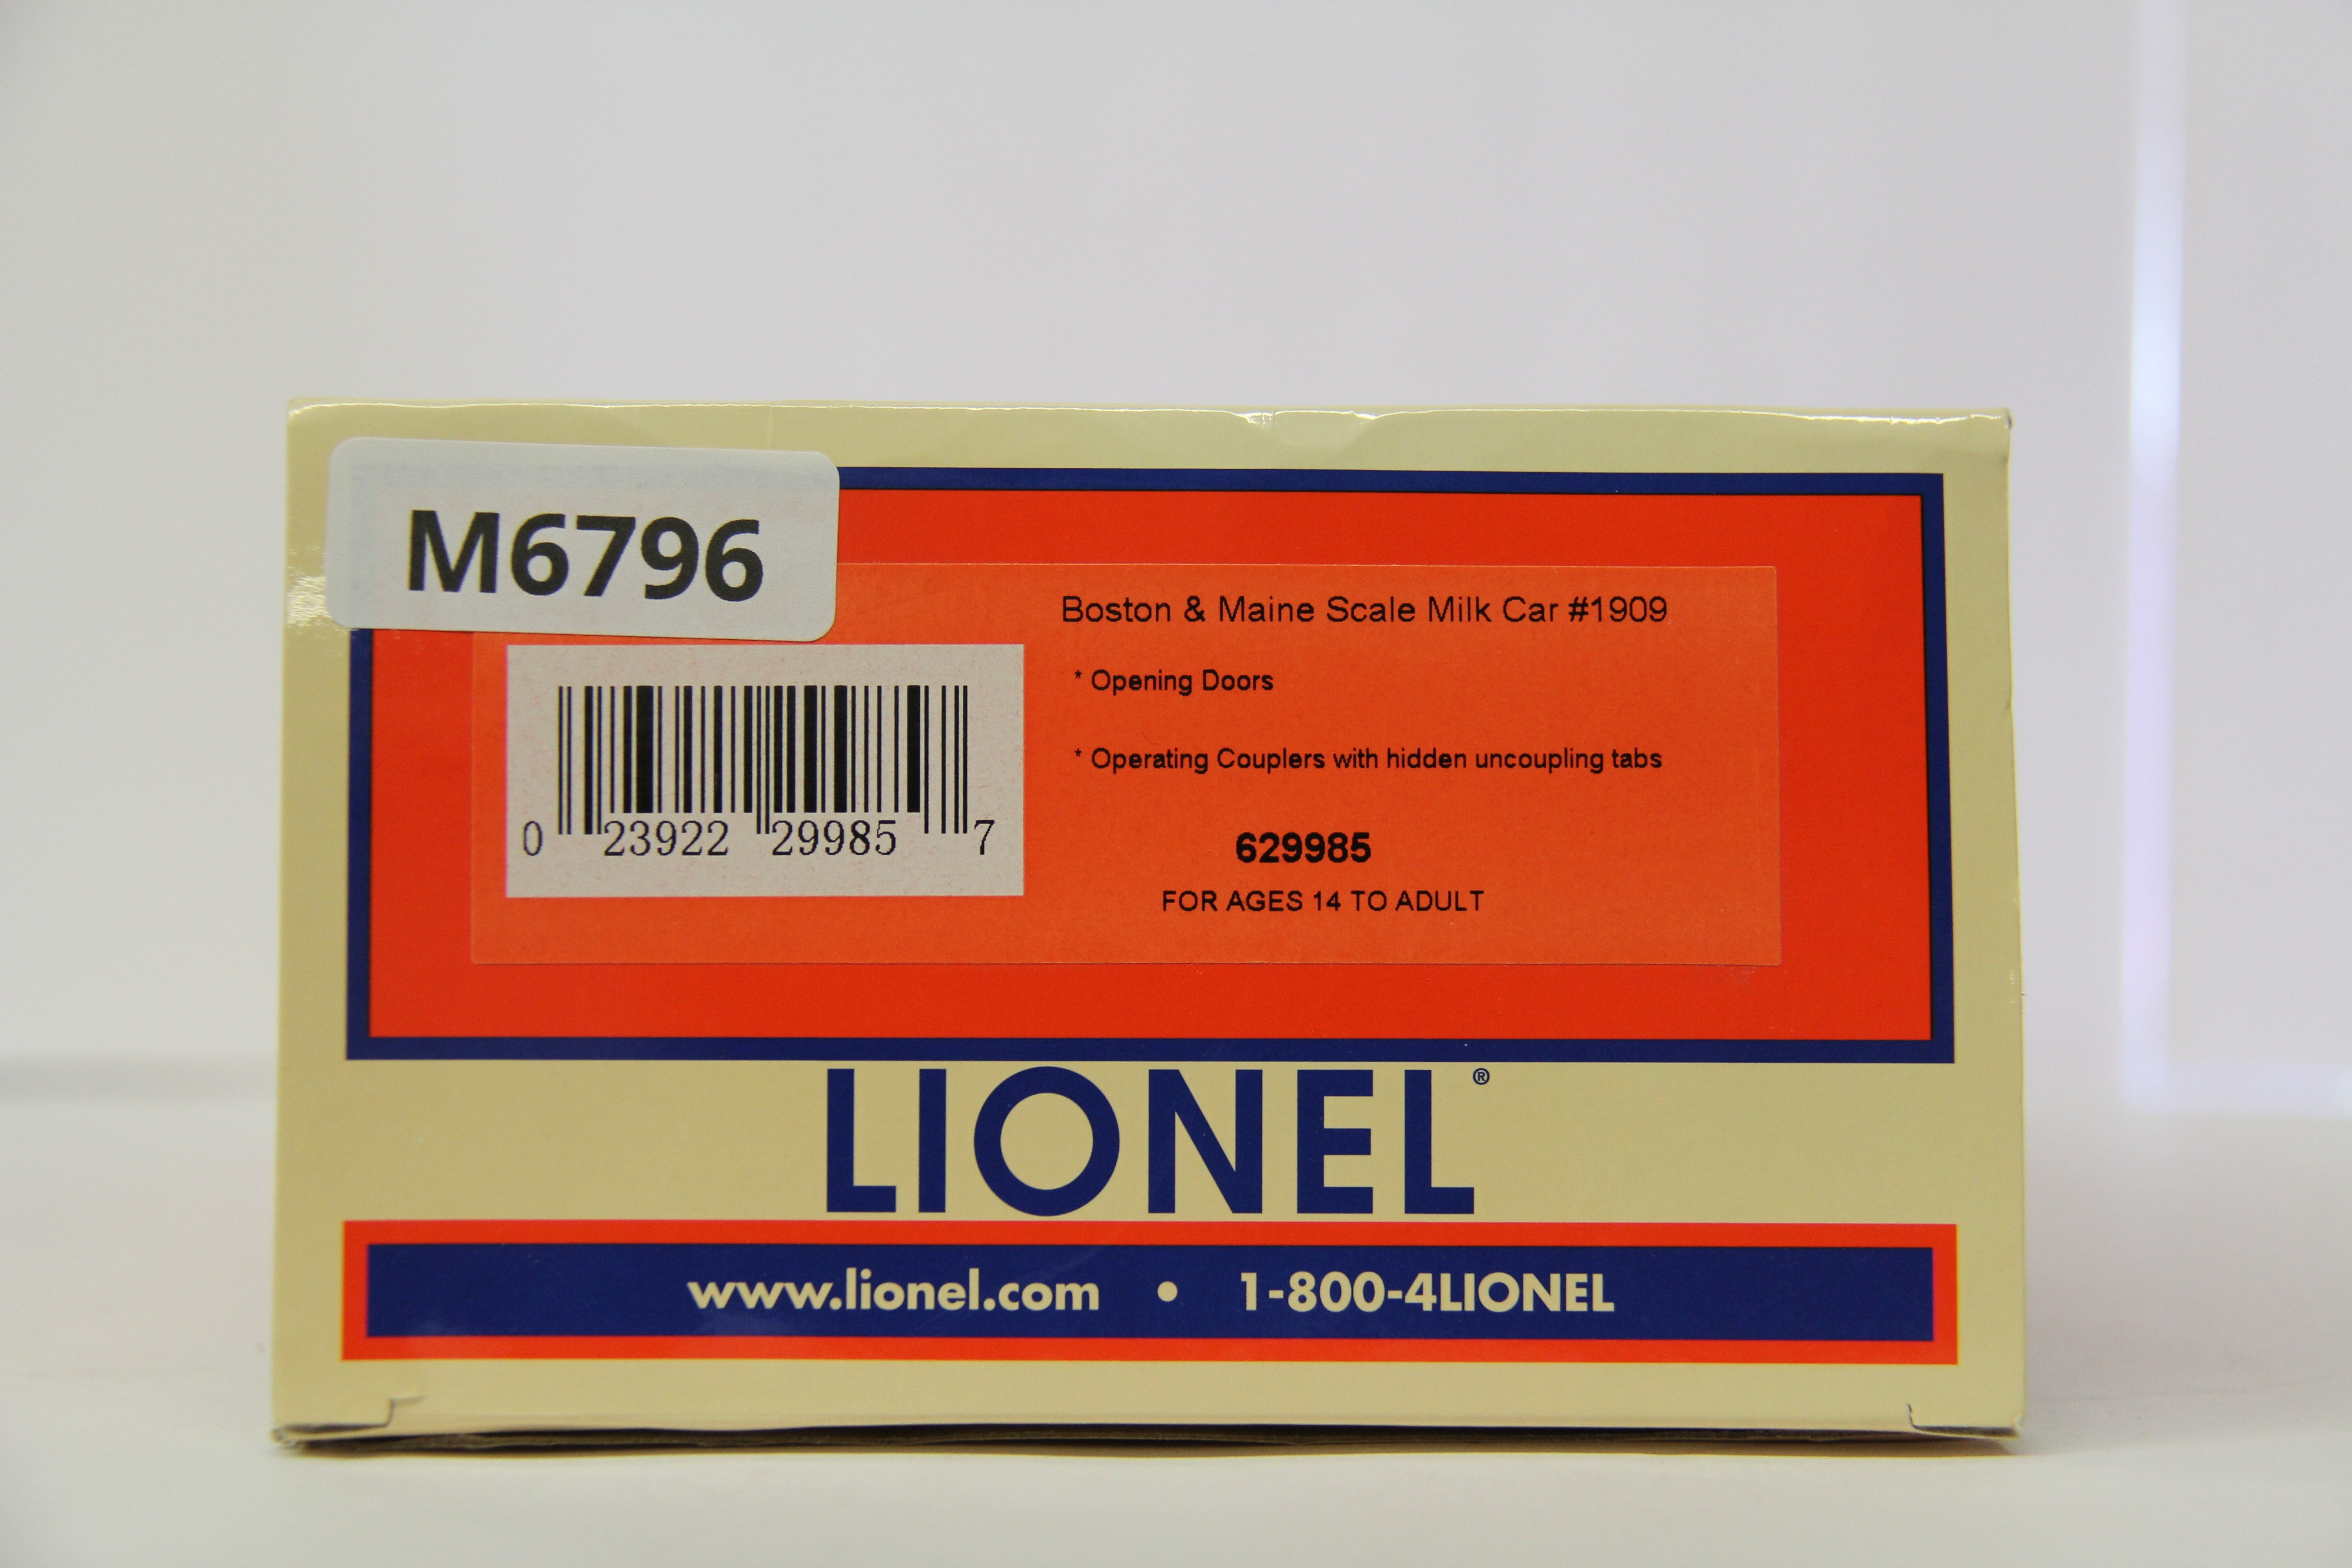 M6796
Boston & Maine Scale Milk Car #1909
* Opening Doors
* Operating Couplers with hidden uncoupling tabs
0 23922 29985 7
629985
FOR AGES 14 TO ADULT
LIONEL®
www.lionel.com • 1-800-4LIONEL